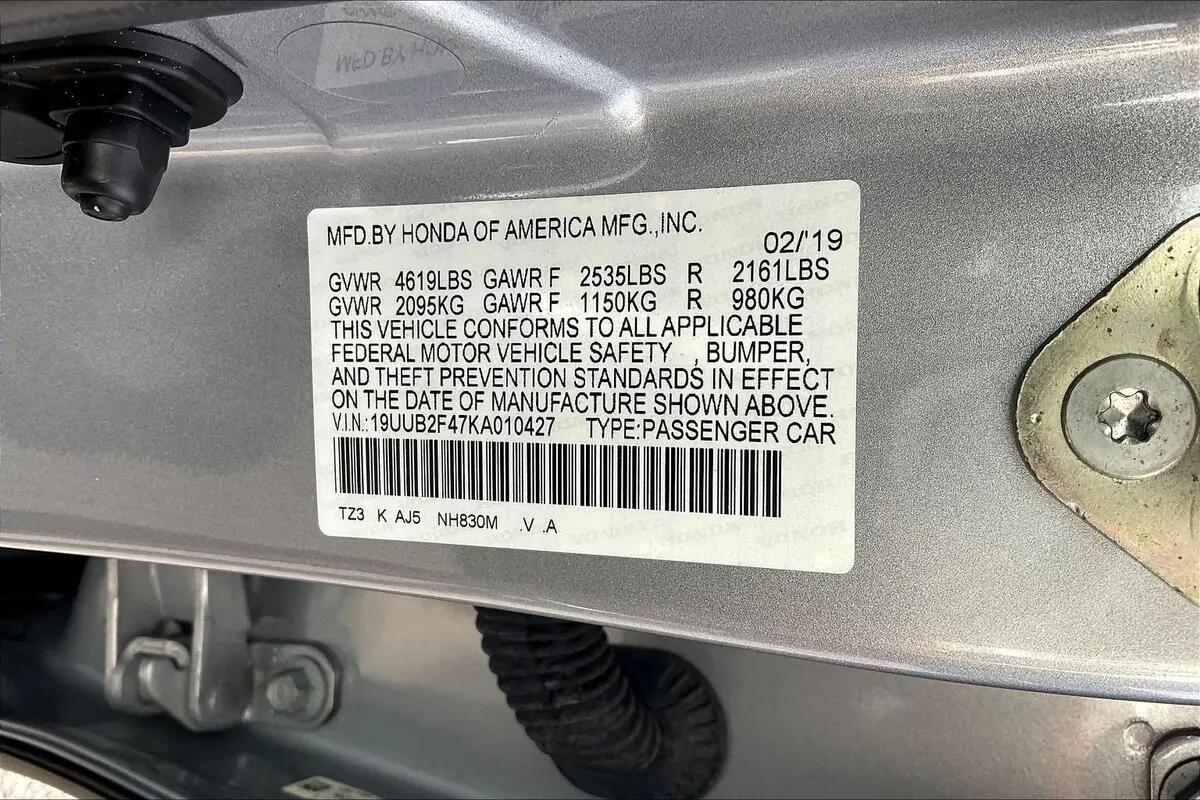 MFD.BY HONDA OF AMERICA MFG.,INC.
02/'19
GVWR 4619LBS GAWR F 2535LBS R 2161LBS
GVWR 2095KG GAWR F 1150KG R 980KG
THIS VEHICLE CONFORMS TO ALL APPLICABLE
FEDERAL MOTOR VEHICLE SAFETY , BUMPER,
AND THEFT PREVENTION STANDARDS IN EFFECT
ON THE DATE OF MANUFACTURE SHOWN ABOVE.
V.I.N.:19UUB2F47KA010427 TYPE:PASSENGER CAR
TZ3 K AJ5 NH830M .V .A